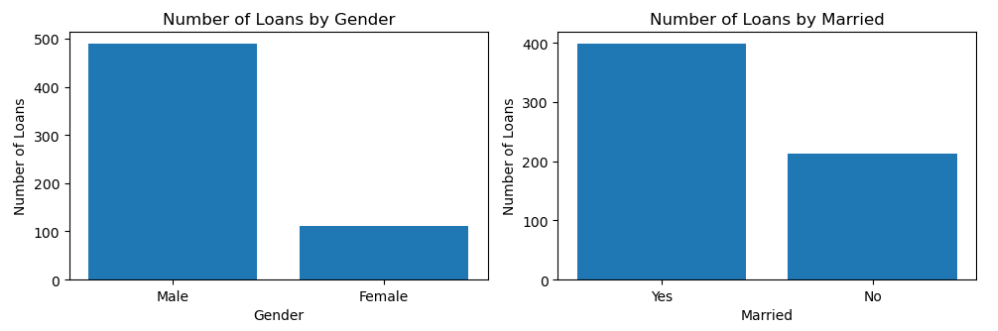 Number of Loans by Gender
500
400
300
200
100
0
Number of Loans
Male
Female
Gender
Number of Loans by Married
400
300
200
100
0
Number of Loans
Yes
No
Married